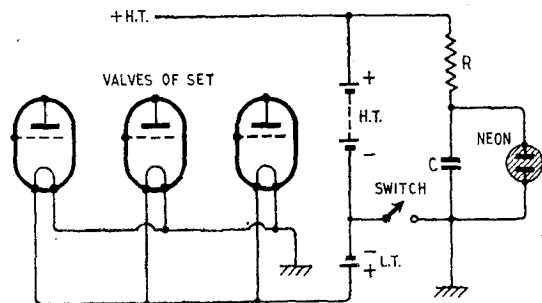 + H.T.
VALVES OF SET
+
H.T.
−
R
C
NEON
SWITCH
−
+
L.T.